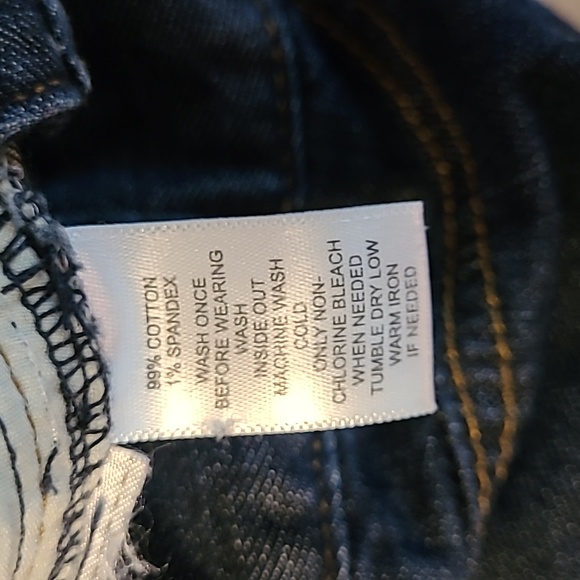 99% COTTON
1% SPANDEX
WASH ONCE
BEFORE WEARING
WASH
INSIDE OUT
MACHINE WASH
COLD
ONLY NON-
CHLORINE BLEACH
WHEN NEEDED
TUMBLE DRY LOW
WARM IRON
IF NEEDED